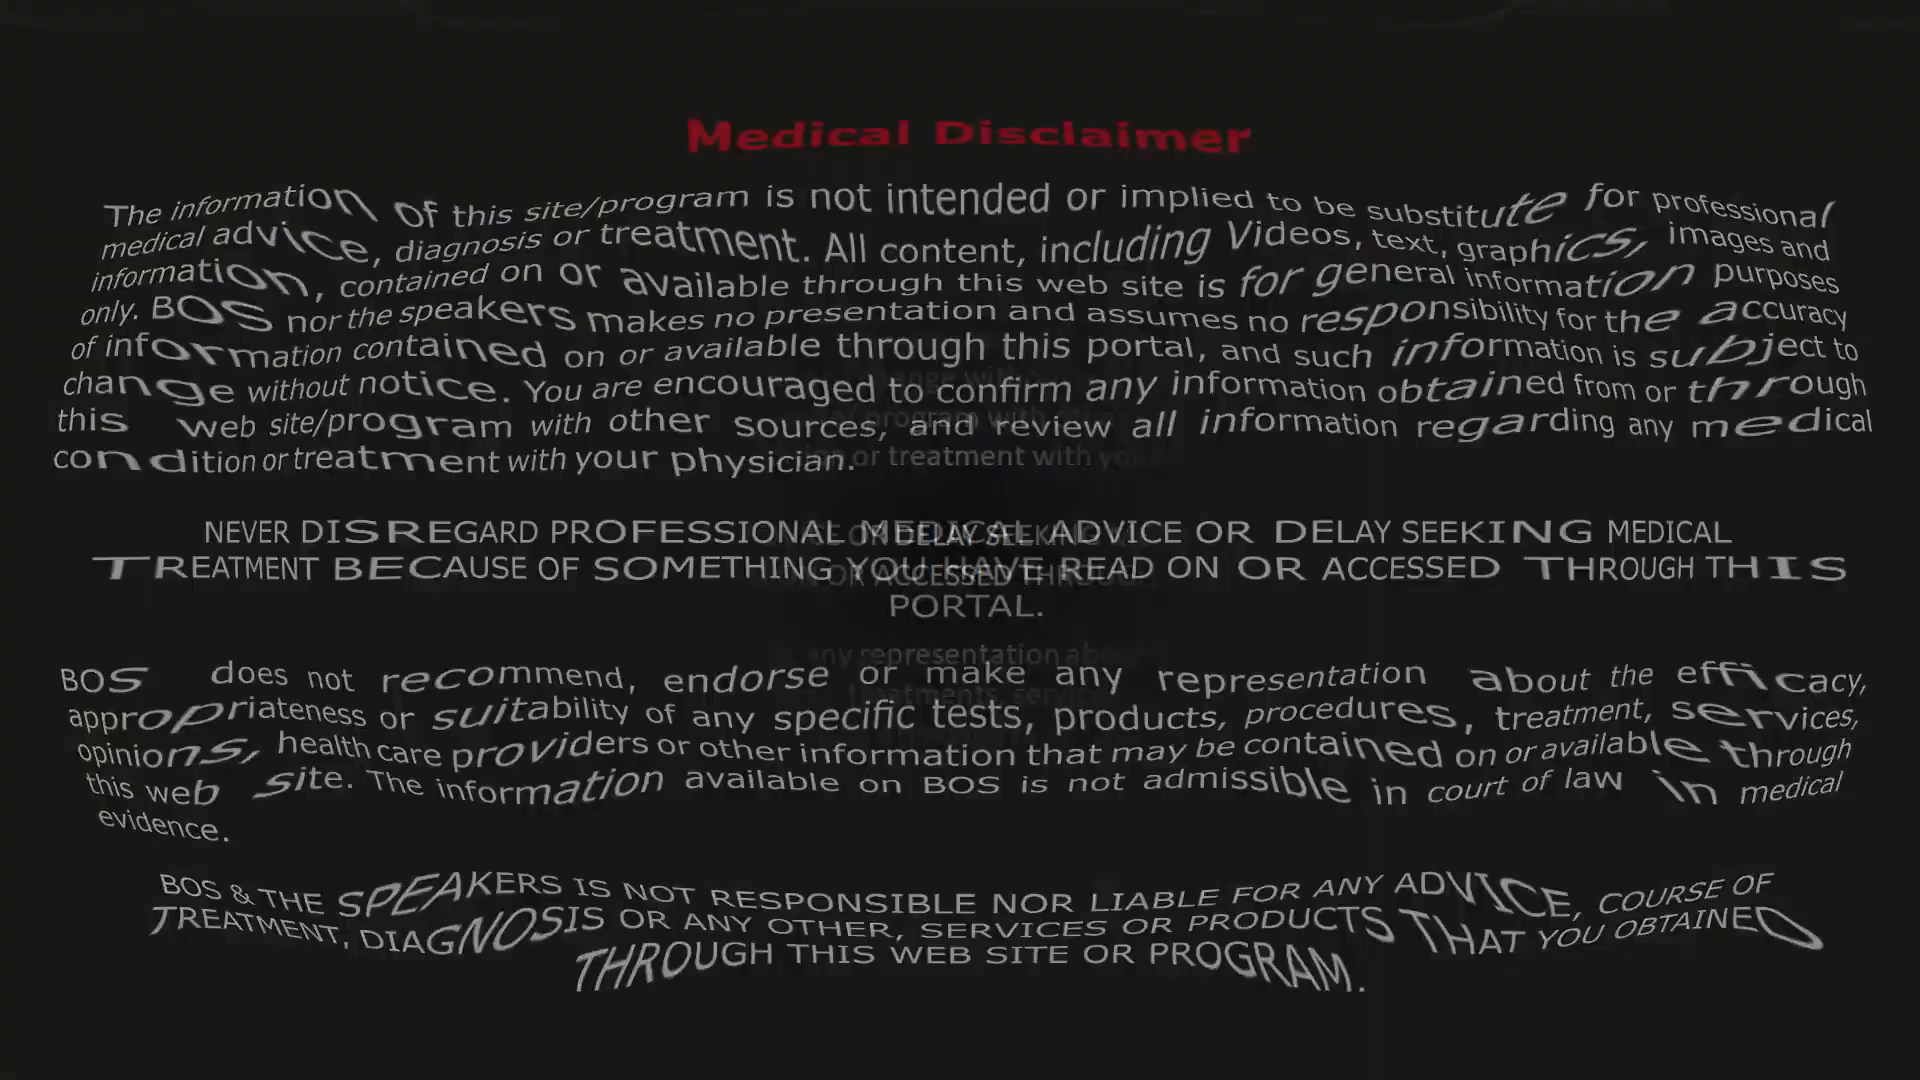 Medical Disclaimer
The information of this site/program is not intended or implied to be substitute for professional
medical advice, diagnosis or treatment. All content, including Videos, text, graphics, images and
information, contained on or available through this web site is for general information purposes
only. BOS nor the speakers makes no presentation and assumes no responsibility for the accuracy
of information contained on or available through this portal, and such information is subject to
change without notice. You are encouraged to confirm any information obtained from or through
this web site/program with other sources, and review all information regarding any medical
condition or treatment with your physician.
NEVER DISREGARD PROFESSIONAL MEDICAL ADVICE OR DELAY SEEKING MEDICAL
TREATMENT BECAUSE OF SOMETHING YOU HAVE READ ON OR ACCESSED THROUGH THIS
PORTAL.
BOS does not recommend, endorse or make any representation about the efficacy,
appropriateness or suitability of any specific tests, products, procedures, treatment, services,
opinions, health care providers or other information that may be contained on or available through
this web site. The information available on BOS is not admissible in court of law in medical
evidence.
BOS & THE SPEAKERS IS NOT RESPONSIBLE NOR LIABLE FOR ANY ADVICE, COURSE OF
TREATMENT, DIAGNOSIS OR ANY OTHER, SERVICES OR PRODUCTS THAT YOU OBTAINED
THROUGH THIS WEB SITE OR PROGRAM.